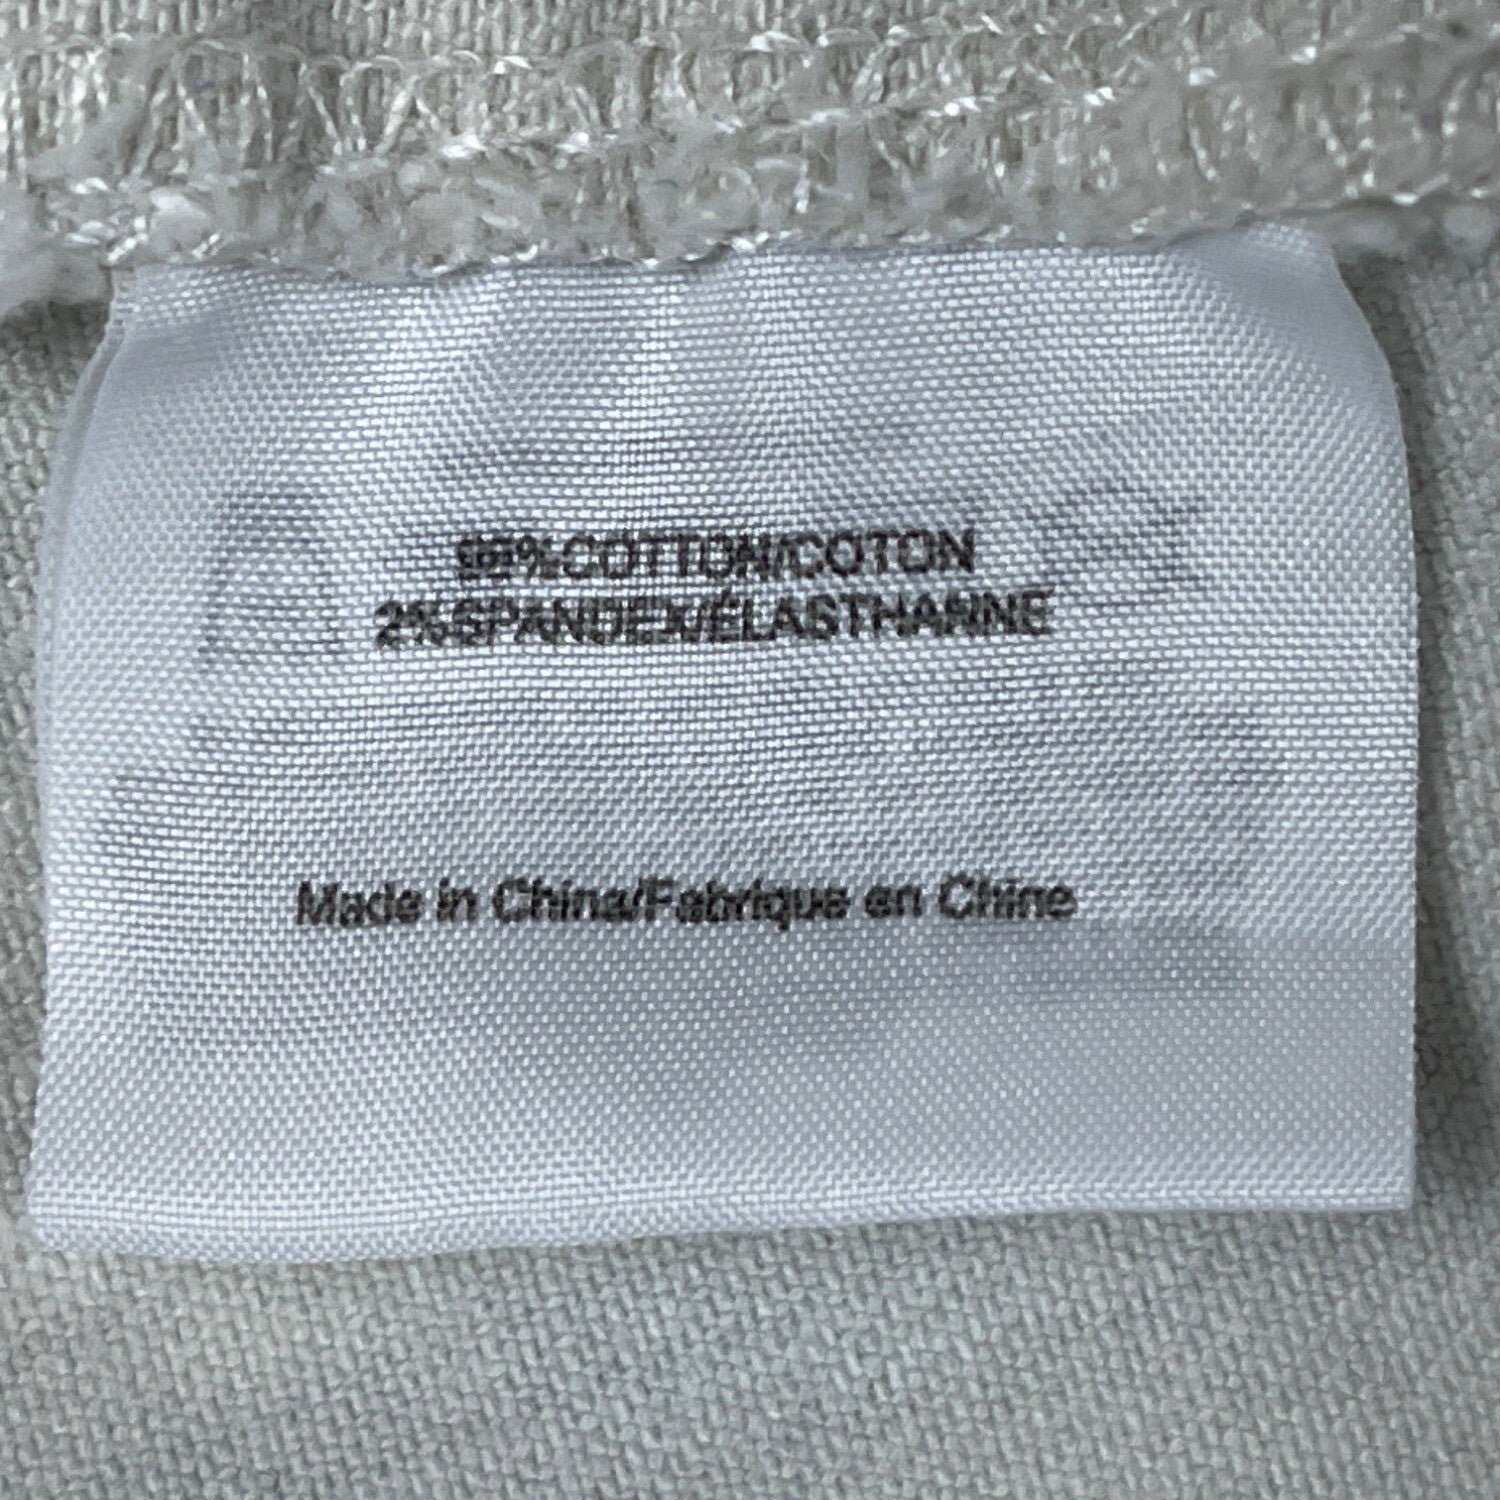 98%COTTON/COTON
2%SPANDEX/ÉLASTHANNE
Made in China/Fabrique en Chine